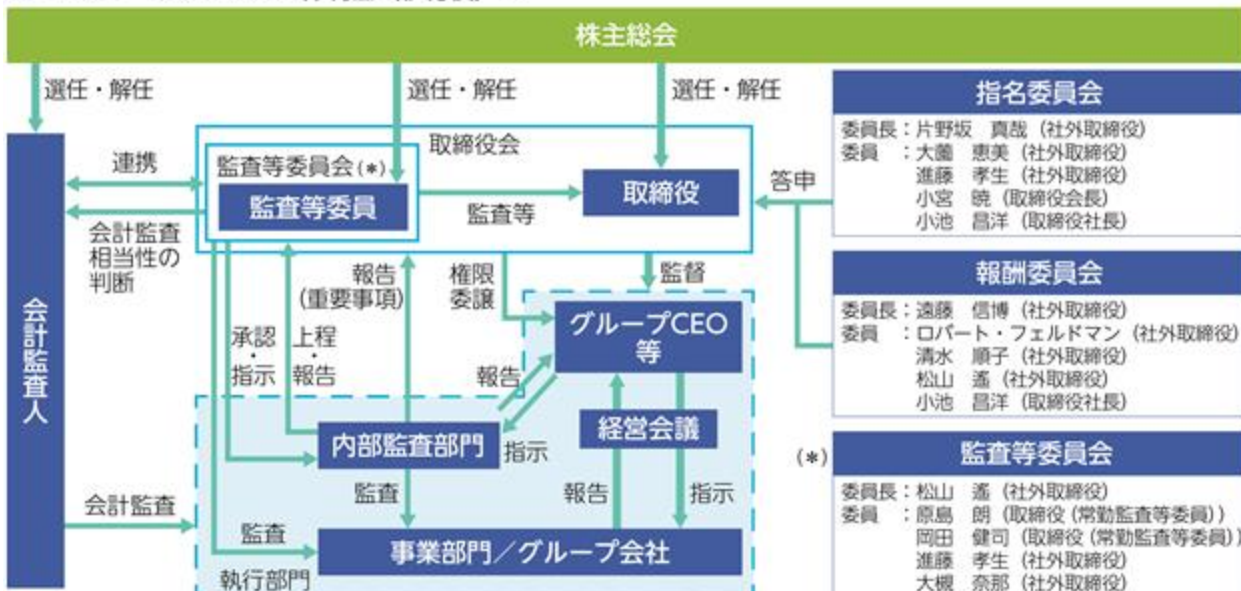 株主総会
選任・解任
選任・解任
選任・解任
取締役会
連携
監査等委員会(*)
監査等委員
監査等
取締役
答申
会計監査
相当性の
判断
会計監査人
報告
(重要事項)
権限
委譲
監督
グループCEO
等
承認
・
指示
上程
・
報告
報告
内部監査部門
指示
経営会議
監査
報告
指示
会計監査
監査
事業部門／グループ会社
執行部門
指名委員会
委員長：片野坂 真哉（社外取締役）
委員 ：大薗 恵美（社外取締役）
進藤 孝生（社外取締役）
小宮 暁（取締役会長）
小池 昌洋（取締役社長）
報酬委員会
委員長：遠藤 信博（社外取締役）
委員 ：ロバート・フェルドマン（社外取締役）
清水 順子（社外取締役）
松山 遙（社外取締役）
小池 昌洋（取締役社長）
(*)
監査等委員会
委員長：松山 遙（社外取締役）
委員 ：原島 朗（取締役（常勤監査等委員））
岡田 健司（取締役（常勤監査等委員））
進藤 孝生（社外取締役）
大槻 奈那（社外取締役）